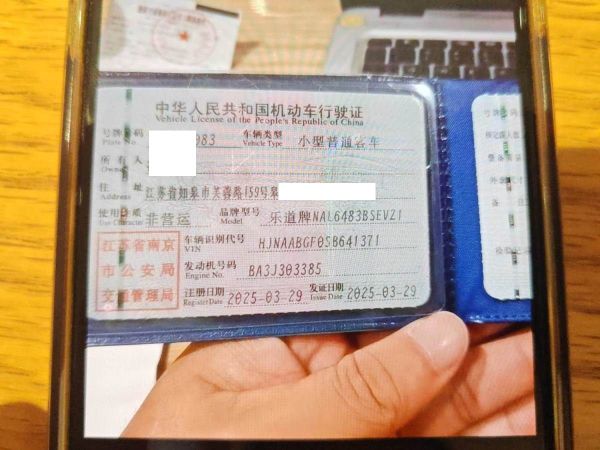 中华人民共和国机动车行驶证
Vehicle License of the People's Republic of China
号牌号码 983 车辆类型 小型普通客车
Plate No. Vehicle Type
所有人
住址 江苏省如皋市芙蓉路159号
Address
使用性质 非营运 品牌型号 乐道牌NAL6483BSEVZ1
Use Character Model
江苏省南京 车辆识别代号 HJNAABGF0SB641371
VIN
市公安局 发动机号码 BA3J303385
Engine No.
交通管理局 注册日期 2025-03-29 发证日期 2025-03-29
Register Date Issue Date